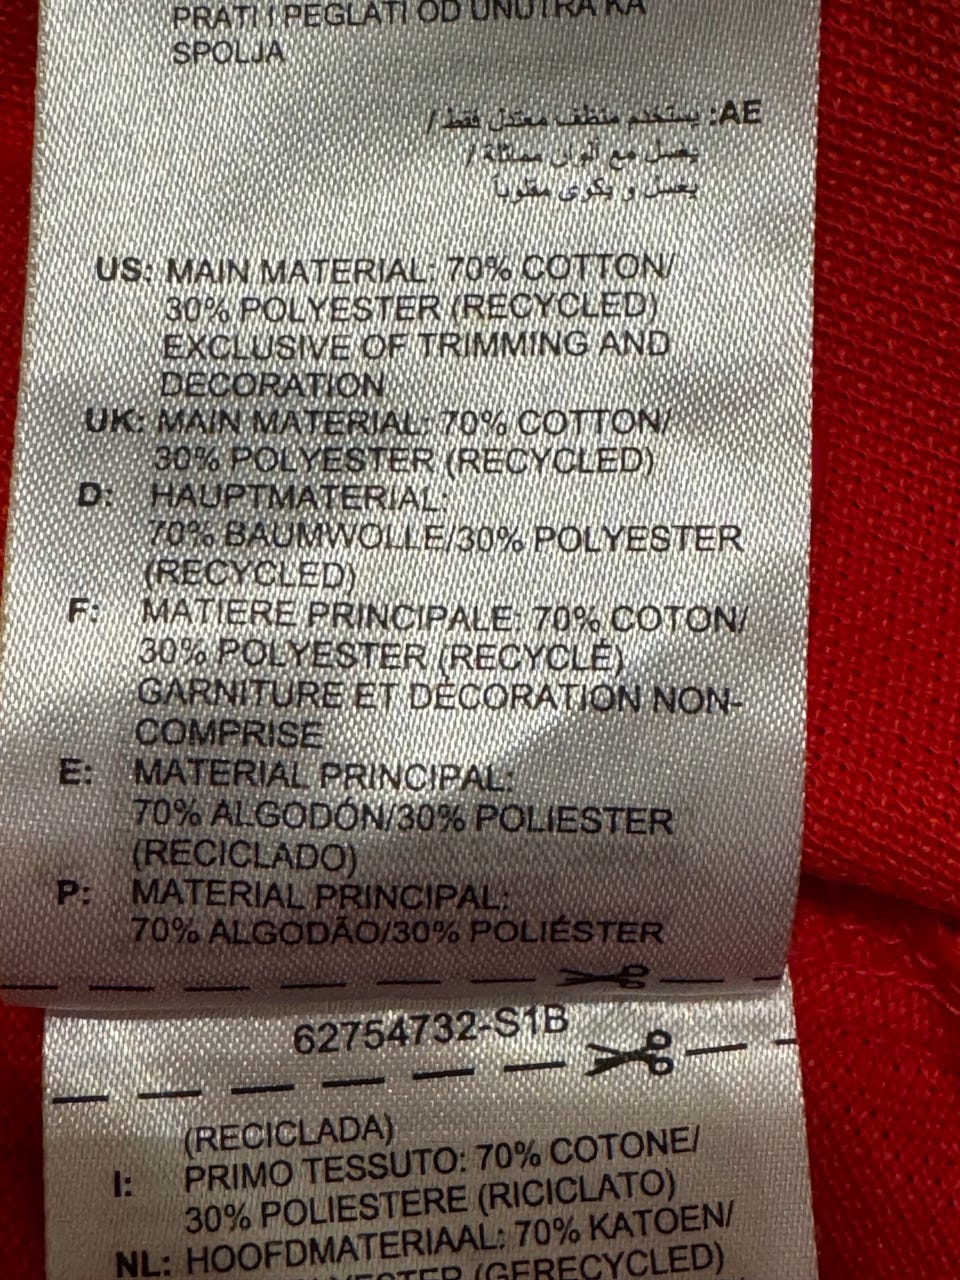 PRATI I PEGLATI OD UNUTRA KA
SPOLJA
AE: يستخدم منظف معتدل فقط /
يغسل مع ألوان مماثلة /
يغسل و يكوى مقلوباً
US: MAIN MATERIAL: 70% COTTON/
30% POLYESTER (RECYCLED)
EXCLUSIVE OF TRIMMING AND
DECORATION
UK: MAIN MATERIAL: 70% COTTON/
30% POLYESTER (RECYCLED)
D: HAUPTMATERIAL:
70% BAUMWOLLE/30% POLYESTER
(RECYCLED)
F: MATIERE PRINCIPALE: 70% COTON/
30% POLYESTER (RECYCLÉ)
GARNITURE ET DÉCORATION NON-
COMPRISE
E: MATERIAL PRINCIPAL:
70% ALGODÓN/30% POLIESTER
(RECICLADO)
P: MATERIAL PRINCIPAL:
70% ALGODÃO/30% POLIÉSTER
62754732-S1B
(RECICLADA)
I: PRIMO TESSUTO: 70% COTONE/
30% POLIESTERE (RICICLATO)
NL: HOOFDMATERIAAL: 70% KATOEN/
(GERECYCLED)